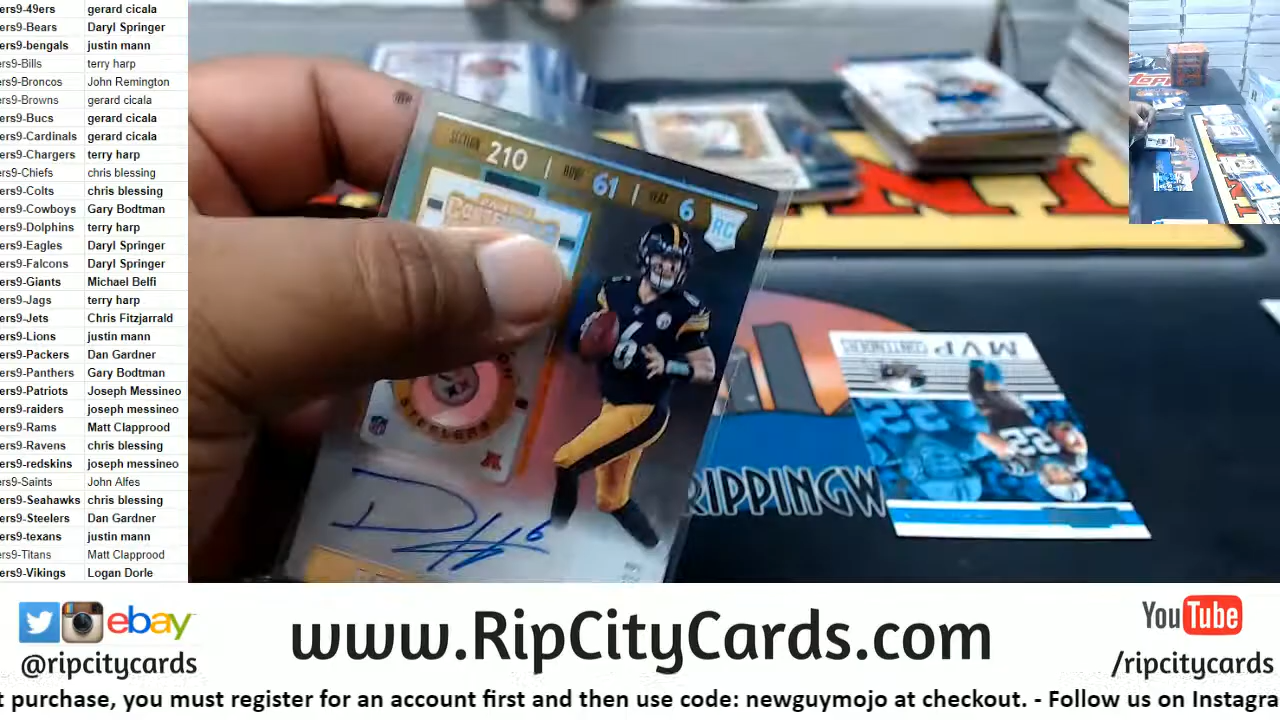 ers9-49ers gerard cicala
ers9-Bears Daryl Springer
ers9-bengals justin mann
ers9-Bills terry harp
ers9-Broncos John Remington
ers9-Browns gerard cicala
ers9-Bucs gerard cicala
ers9-Cardinals gerard cicala
ers9-Chargers terry harp
ers9-Chiefs chris blessing
ers9-Colts chris blessing
ers9-Cowboys Gary Bodtman
ers9-Dolphins terry harp
ers9-Eagles Daryl Springer
ers9-Falcons Daryl Springer
ers9-Giants Michael Belfi
ers9-Jags terry harp
ers9-Jets Chris Fitzjarrald
ers9-Lions justin mann
ers9-Packers Dan Gardner
ers9-Panthers Gary Bodtman
ers9-Patriots Joseph Messineo
ers9-raiders joseph messineo
ers9-Rams Matt Clapprood
ers9-Ravens chris blessing
ers9-redskins joseph messineo
ers9-Saints John Alfes
ers9-Seahawks chris blessing
ers9-Steelers Dan Gardner
ers9-texans justin mann
ers9-Titans Matt Clapprood
ers9-Vikings Logan Dorle
SECTION 210 | ROW 61 | SEAT 6
RC
6
STEELERS
NFL
MVP CONTENDERS
22
RIPPINGW
ebay
@ripcitycards
www.RipCityCards.com
YouTube
/ripcitycards
t purchase, you must register for an account first and then use code: newguymojo at checkout. - Follow us on Instagra